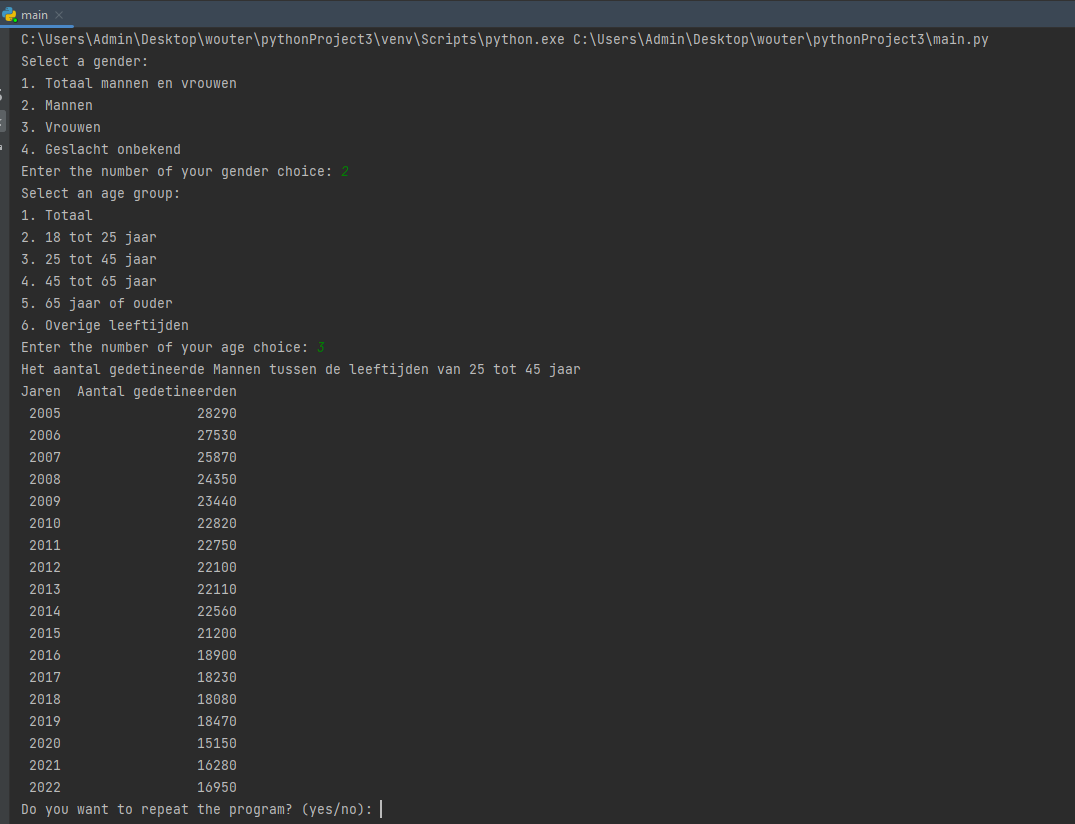 main
C:\Users\Admin\Desktop\wouter\pythonProject3\venv\Scripts\python.exe C:\Users\Admin\Desktop\wouter\pythonProject3\main.py
Select a gender:
1. Totaal mannen en vrouwen
2. Mannen
3. Vrouwen
4. Geslacht onbekend
Enter the number of your gender choice: 2
Select an age group:
1. Totaal
2. 18 tot 25 jaar
3. 25 tot 45 jaar
4. 45 tot 65 jaar
5. 65 jaar of ouder
6. Overige leeftijden
Enter the number of your age choice: 3
Het aantal gedetineerde Mannen tussen de leeftijden van 25 tot 45 jaar
Jaren  Aantal gedetineerden
2005 28290
2006 27530
2007 25870
2008 24350
2009 23440
2010 22820
2011 22750
2012 22100
2013 22110
2014 22560
2015 21200
2016 18900
2017 18230
2018 18080
2019 18470
2020 15150
2021 16280
2022 16950
Do you want to repeat the program? (yes/no):